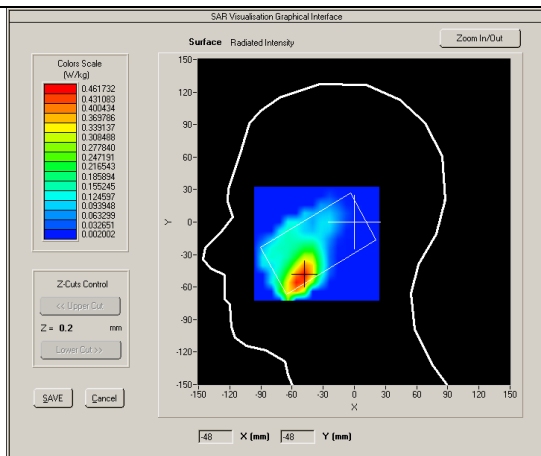 SAR Visualisation Graphical Interface
Surface Radiated Intensity
Zoom In/Out
Colors Scale
(W/kg)
0.461732
0.431083
0.400434
0.369786
0.339137
0.308488
0.277840
0.247191
0.216543
0.185894
0.155245
0.124597
0.093948
0.063299
0.032651
0.002002
Z-Cuts Control
<< Upper Cut
Z = 0.2 mm
Lower Cut >>
SAVE Cancel
150
120
90
60
30
0
-30
-60
-90
-120
-150
Y
-150 -120 -90 -60 -30 0 30 60 90 120 150
X
-48 X (mm) -48 Y (mm)